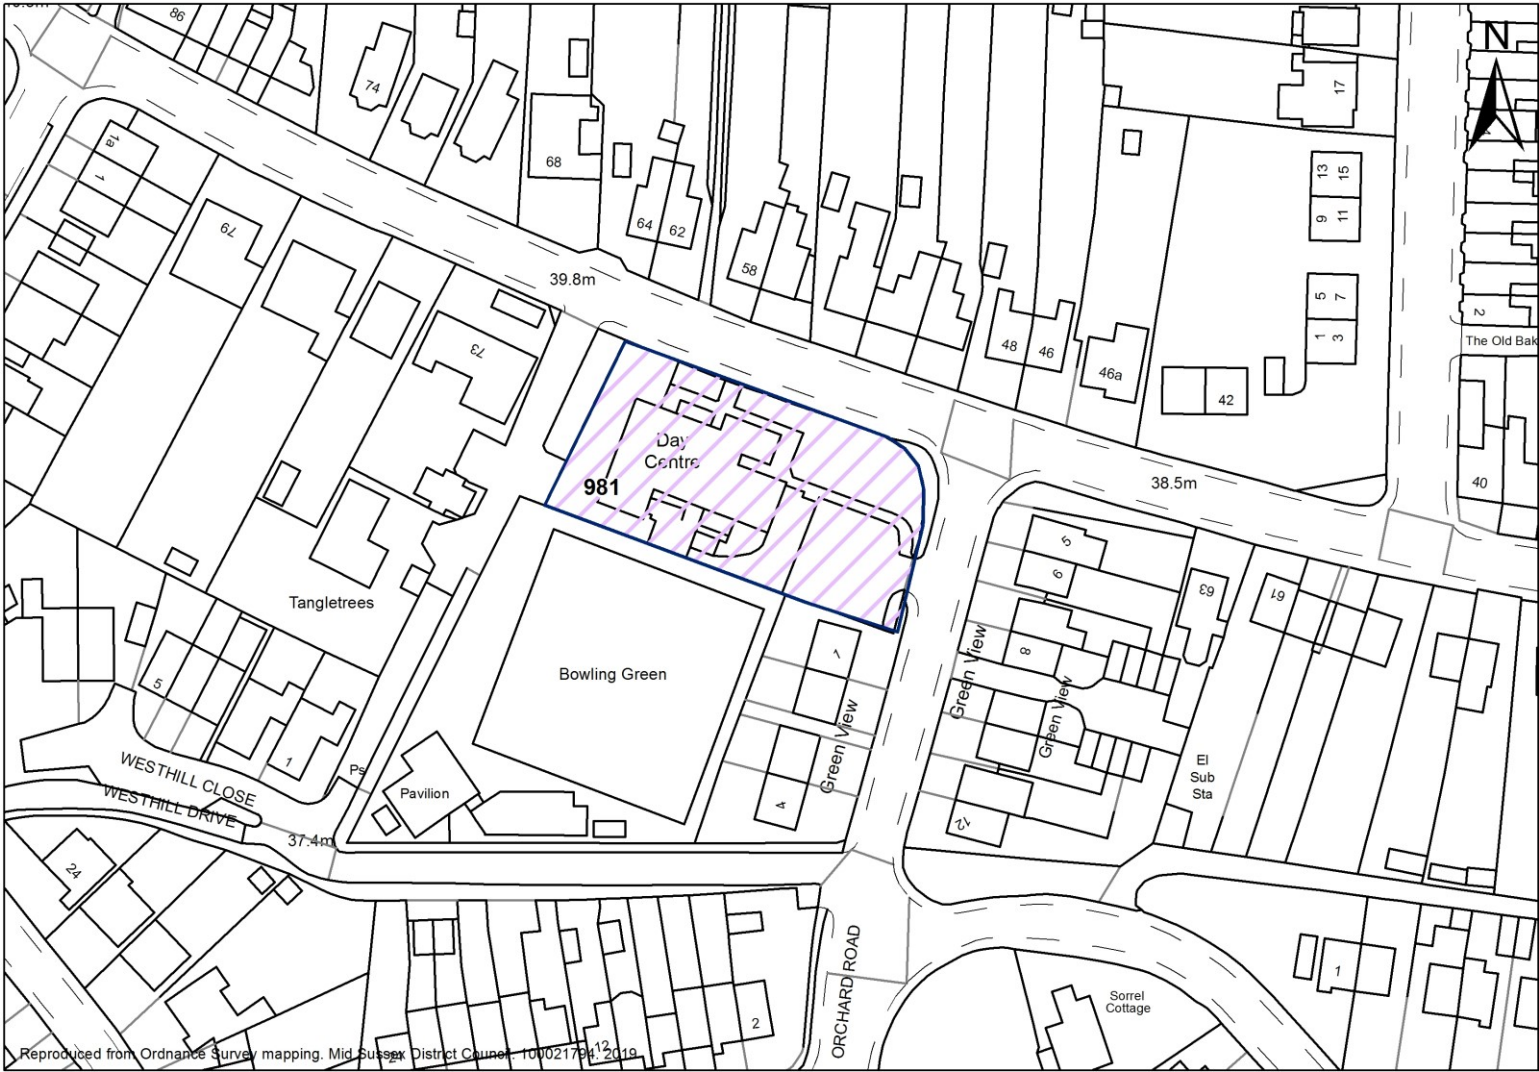 86
N
74
17
1a
1
68
13
15
9
11
79
64
62
58
39.8m
5
7
1
3
2
The Old Bak
73
48
46
46a
42
Day
Centre
981
38.5m
40
5
6
63
61
Tangletrees
Bowling Green
1
8
Green View
Green View
Green View
5
1
WESTHILL CLOSE
WESTHILL DRIVE
Ps
Pavilion
4
12
El
Sub
Sta
37.4m
24
ORCHARD ROAD
1
Sorrel
Cottage
2
12
24
Reproduced from Ordnance Survey mapping. Mid Sussex District Council. 100021794. 2019